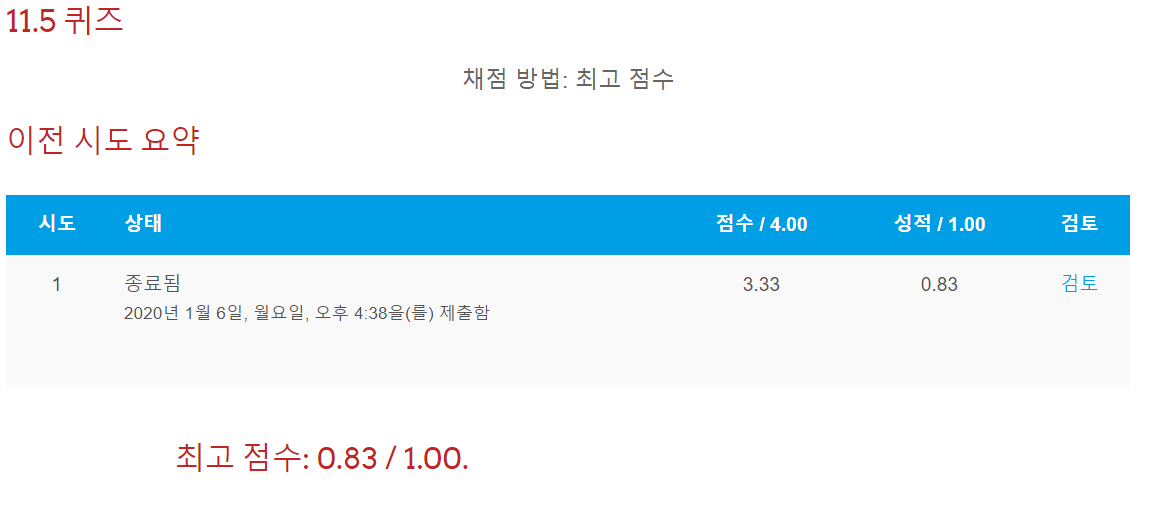 11.5 퀴즈
채점 방법: 최고 점수
이전 시도 요약
시도 상태 점수 / 4.00 성적 / 1.00 검토
1 종료됨 3.33 0.83 검토
2020년 1월 6일, 월요일, 오후 4:38을(를) 제출함
최고 점수: 0.83 / 1.00.